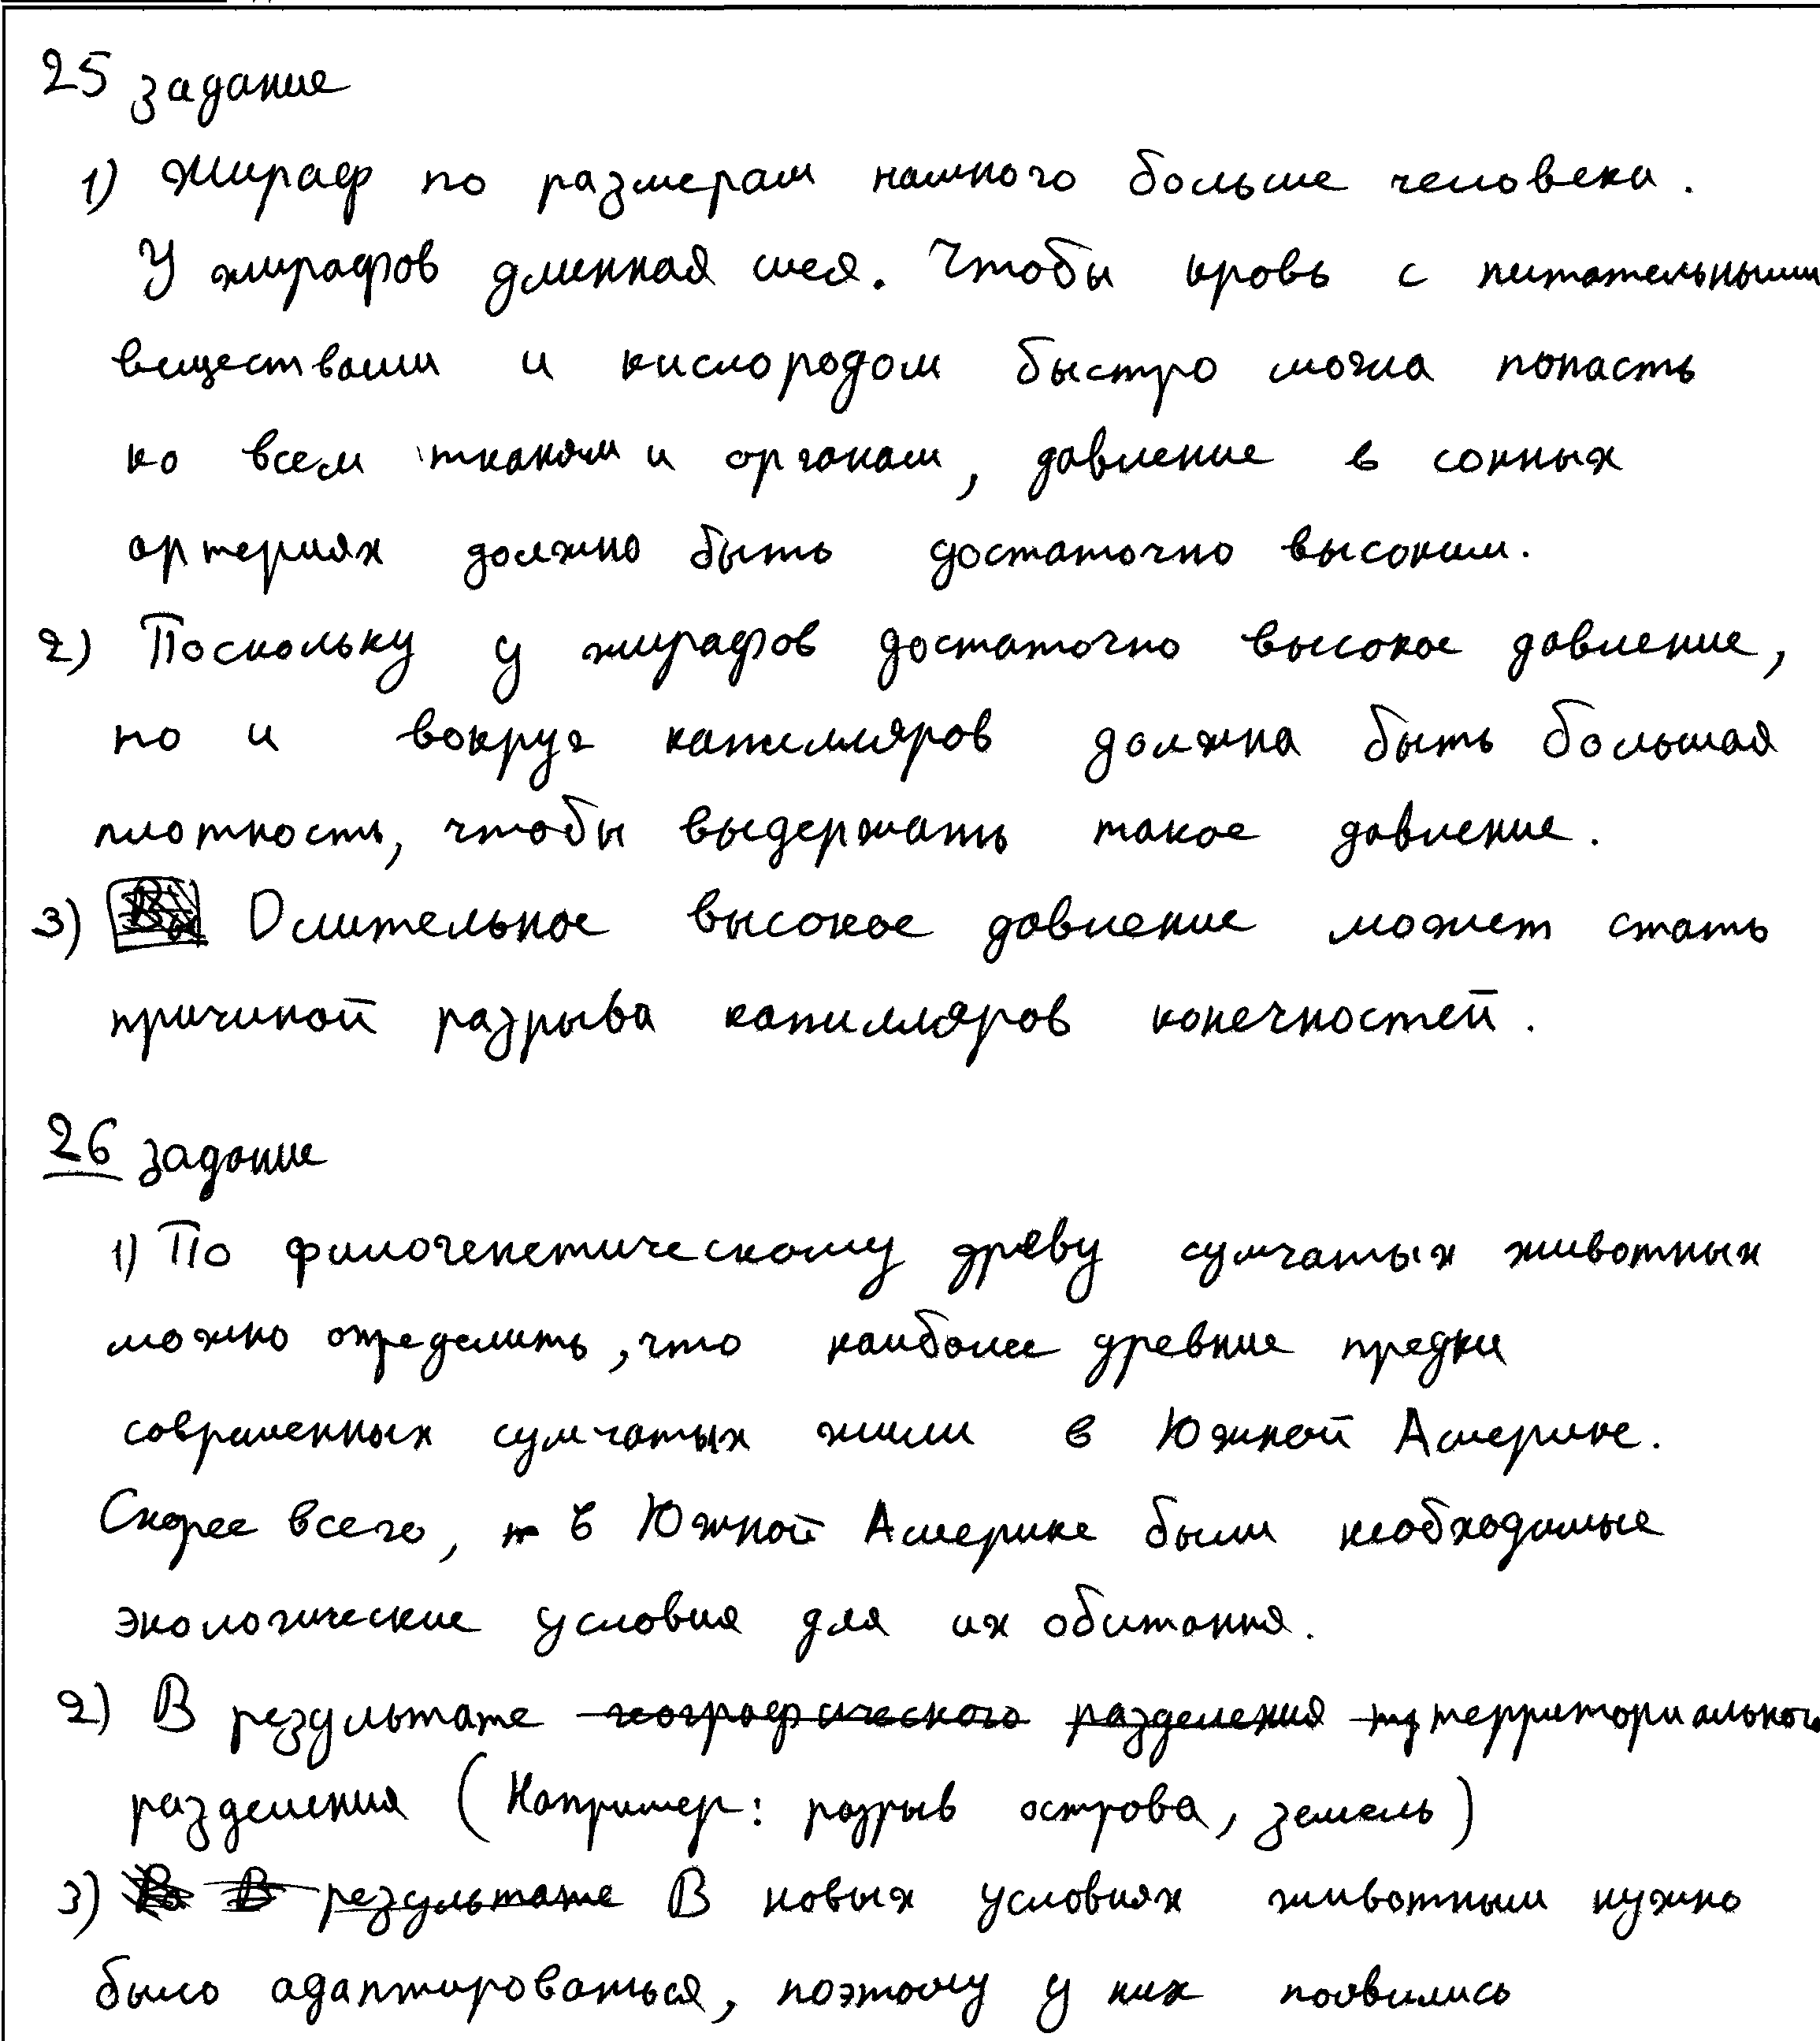 25 задание
1) Жираф по размерам намного больше человека.
У жирафов длинная шея. Чтобы кровь с питательными
веществами и кислородом быстро могла попасть
ко всем тканям и органам, давление в сонных
артериях должно быть достаточно высоким.
2) Поскольку у жирафов достаточно высокое давление,
то и вокруг капилляров должна быть большая
плотность, чтобы выдержать такое давление.
3) Длительное высокое давление может стать
причиной разрыва капилляров конечностей.
26 задание
1) По филогенетическому древу сумчатых животных
можно определить, что наиболее древние предки
современных сумчатых жили в Южной Америке.
Скорее всего, в Южной Америке были необходимые
экологические условия для их обитания.
2) В результате географического разделения территориального
разделения (Например: разрыв острова, земель)
3) В результате В новых условиях животным нужно
было адаптироваться, поэтому у них появились